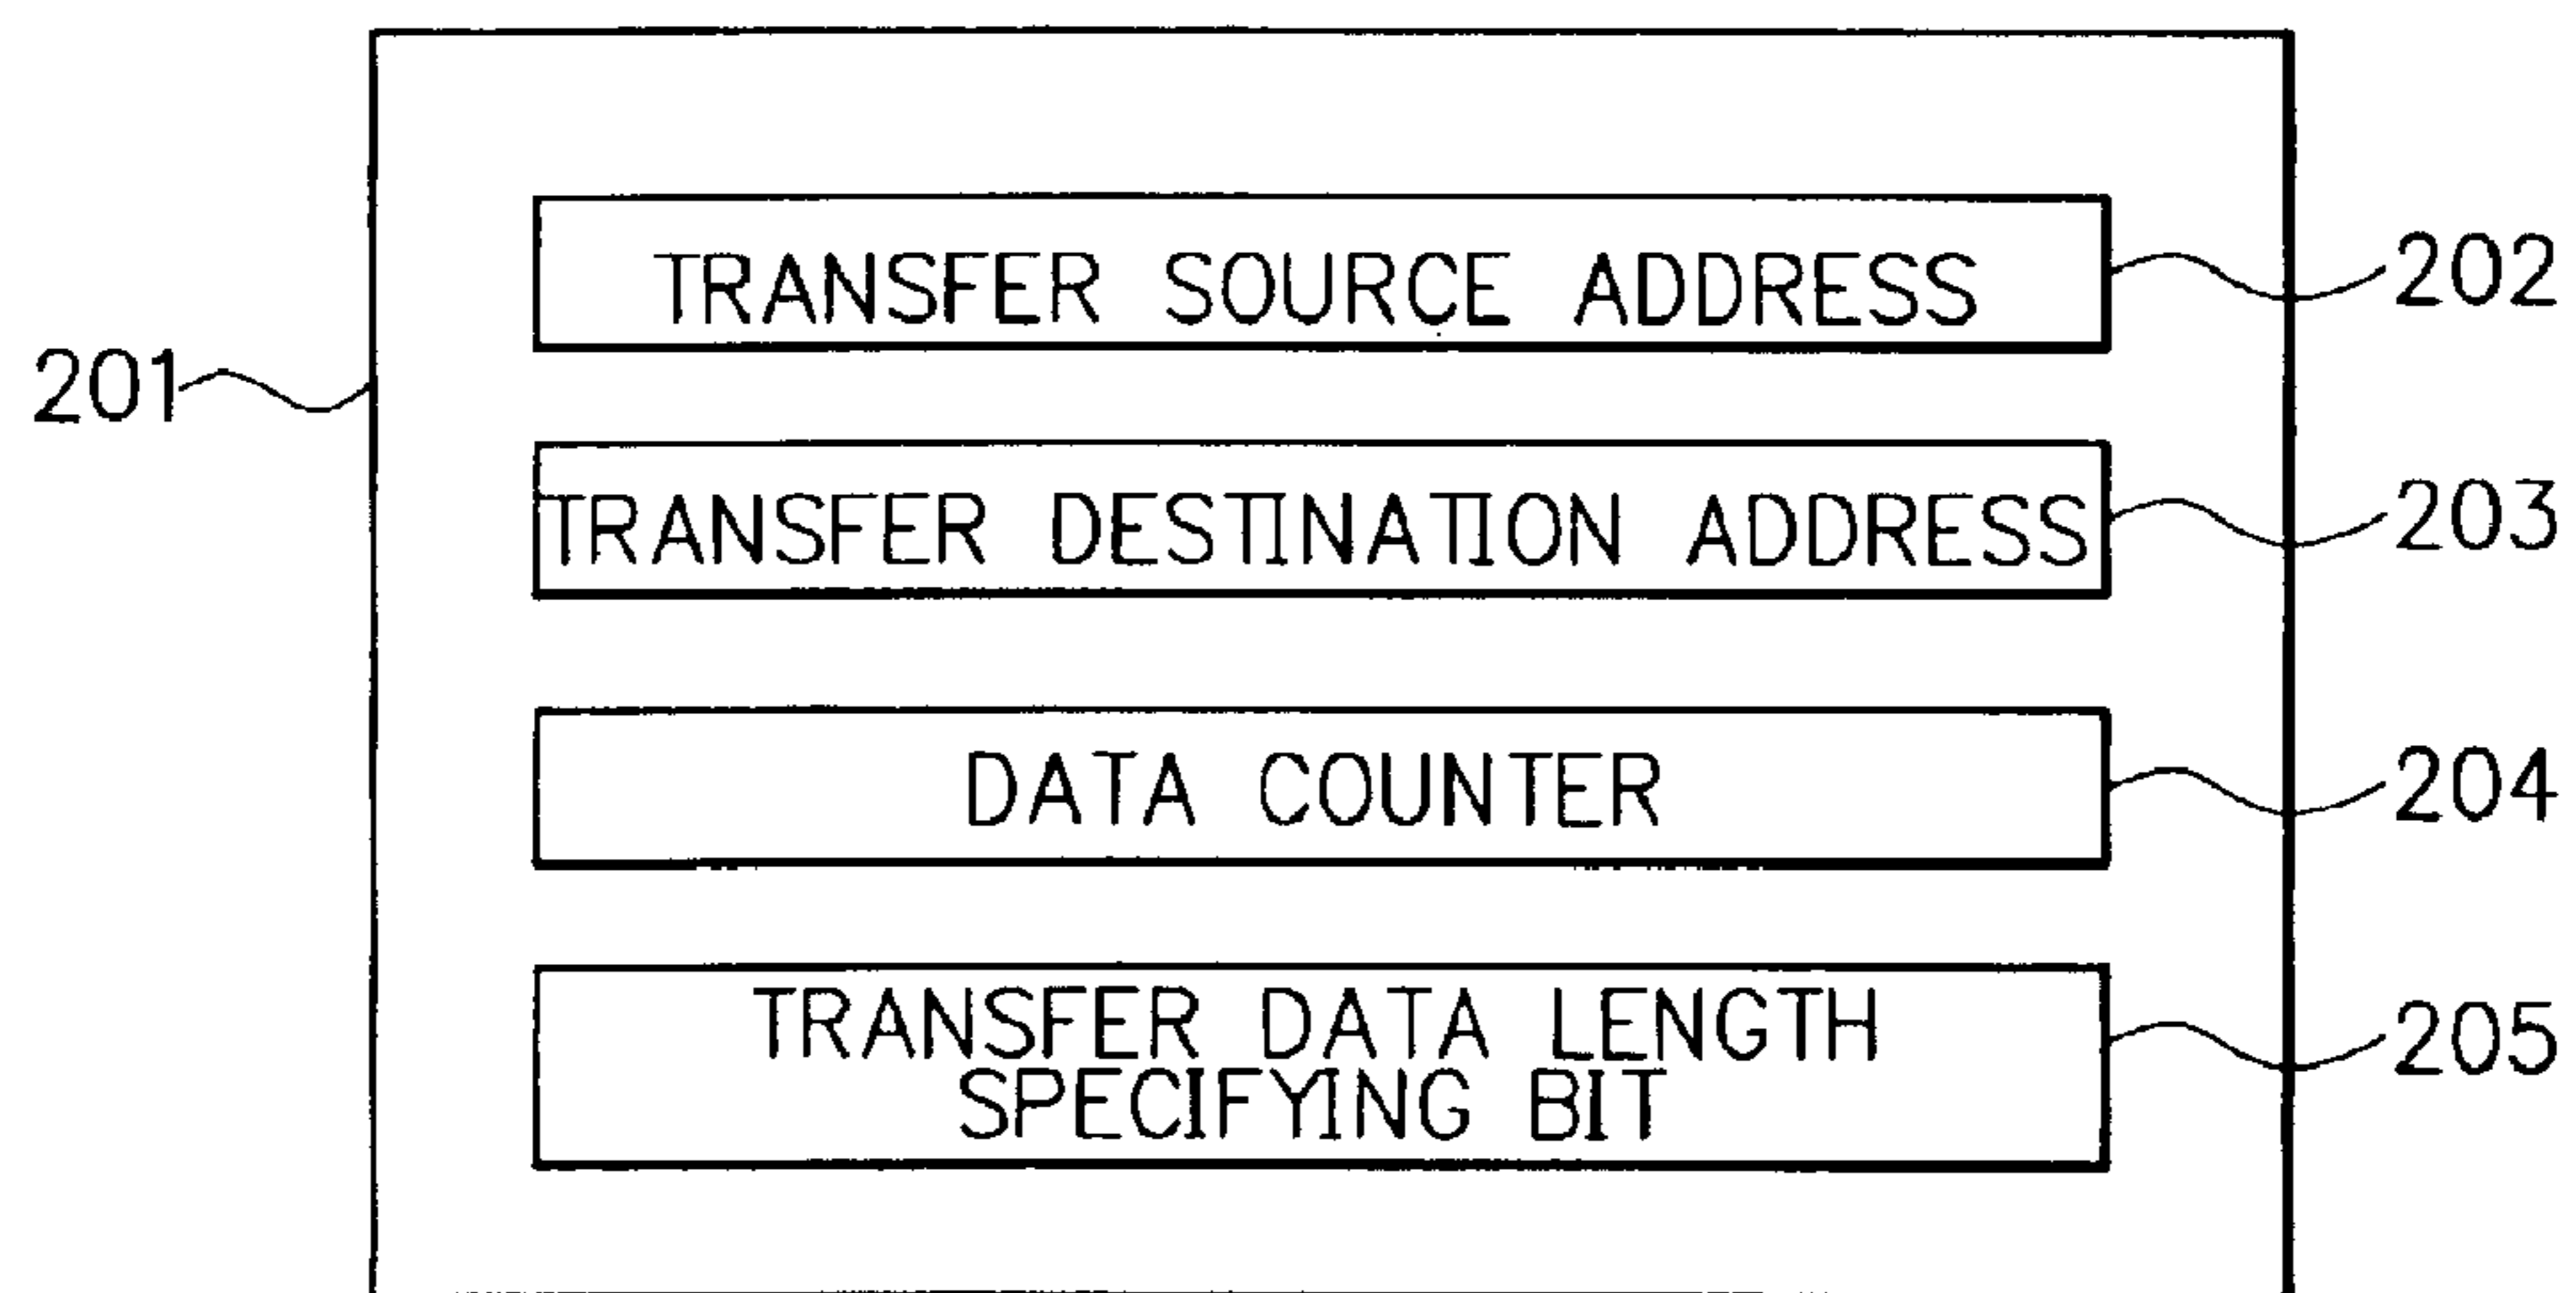 TRANSFER SOURCE ADDRESS
202
201
TRANSFER DESTINATION ADDRESS
203
DATA COUNTER
204
TRANSFER DATA LENGTH
SPECIFYING BIT
205